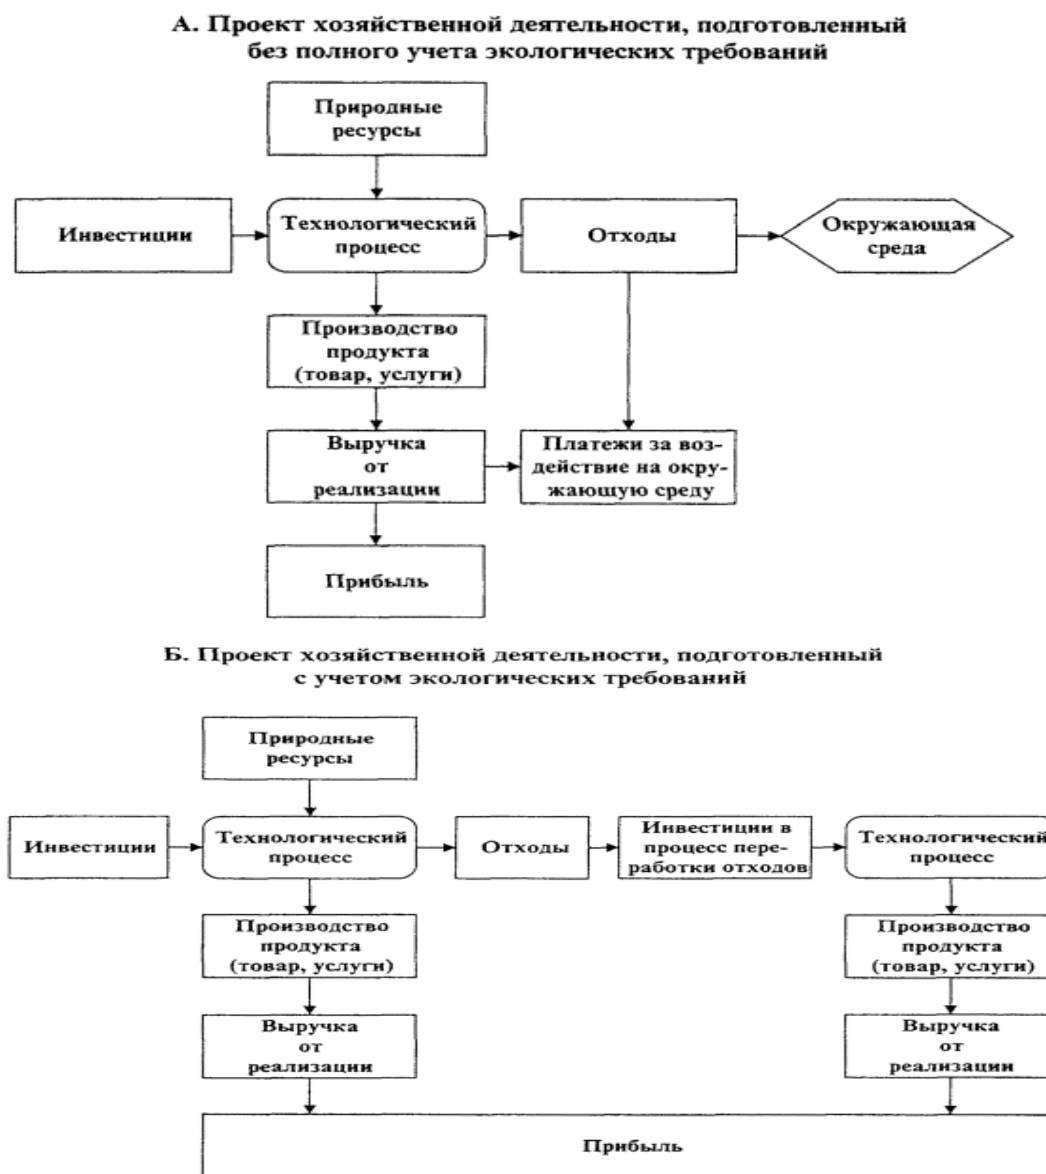 А. Проект хозяйственной деятельности, подготовленный
без полного учета экологических требований
Природные
ресурсы
Инвестиции
Технологический
процесс
Отходы
Окружающая
среда
Производство
продукта
(товар, услуги)
Выручка
от
реализации
Платежи за воз-
действие на окру-
жающую среду
Прибыль
Б. Проект хозяйственной деятельности, подготовленный
с учетом экологических требований
Природные
ресурсы
Инвестиции
Технологический
процесс
Отходы
Инвестиции в
процесс пере-
работки отходов
Технологический
процесс
Производство
продукта
(товар, услуги)
Производство
продукта
(товар, услуги)
Выручка
от
реализации
Выручка
от
реализации
Прибыль